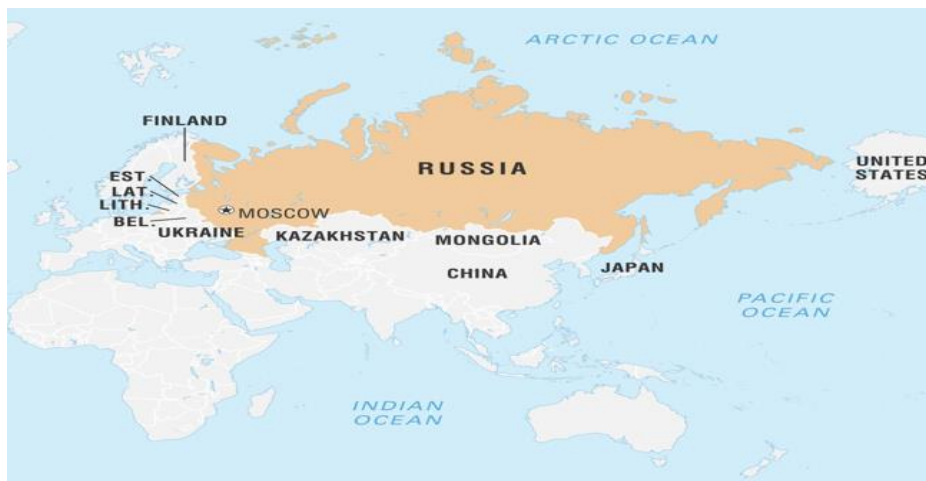 ARCTIC OCEAN
FINLAND
RUSSIA
UNITED
STATES
EST.
LAT.
LITH.
BEL.
MOSCOW
UKRAINE
KAZAKHSTAN
MONGOLIA
CHINA
JAPAN
PACIFIC
OCEAN
INDIAN
OCEAN